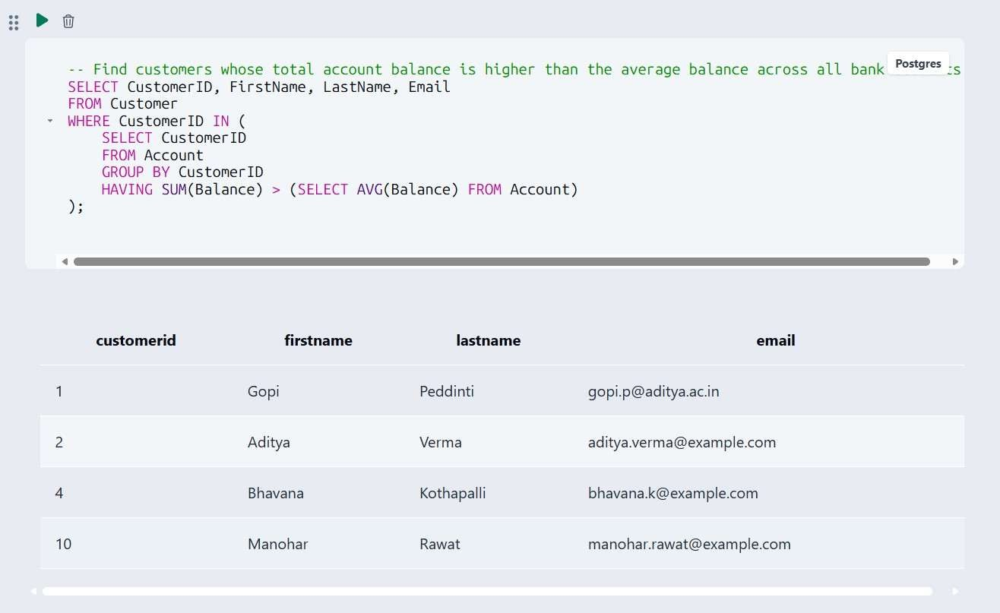 -- Find customers whose total account balance is higher than the average balance across all bank
Postgres
SELECT CustomerID, FirstName, LastName, Email
FROM Customer
WHERE CustomerID IN (
SELECT CustomerID
FROM Account
GROUP BY CustomerID
HAVING SUM(Balance) > (SELECT AVG(Balance) FROM Account)
);
customerid firstname lastname email
1 Gopi Peddinti gopi.p@aditya.ac.in
2 Aditya Verma aditya.verma@example.com
4 Bhavana Kothapalli bhavana.k@example.com
10 Manohar Rawat manohar.rawat@example.com